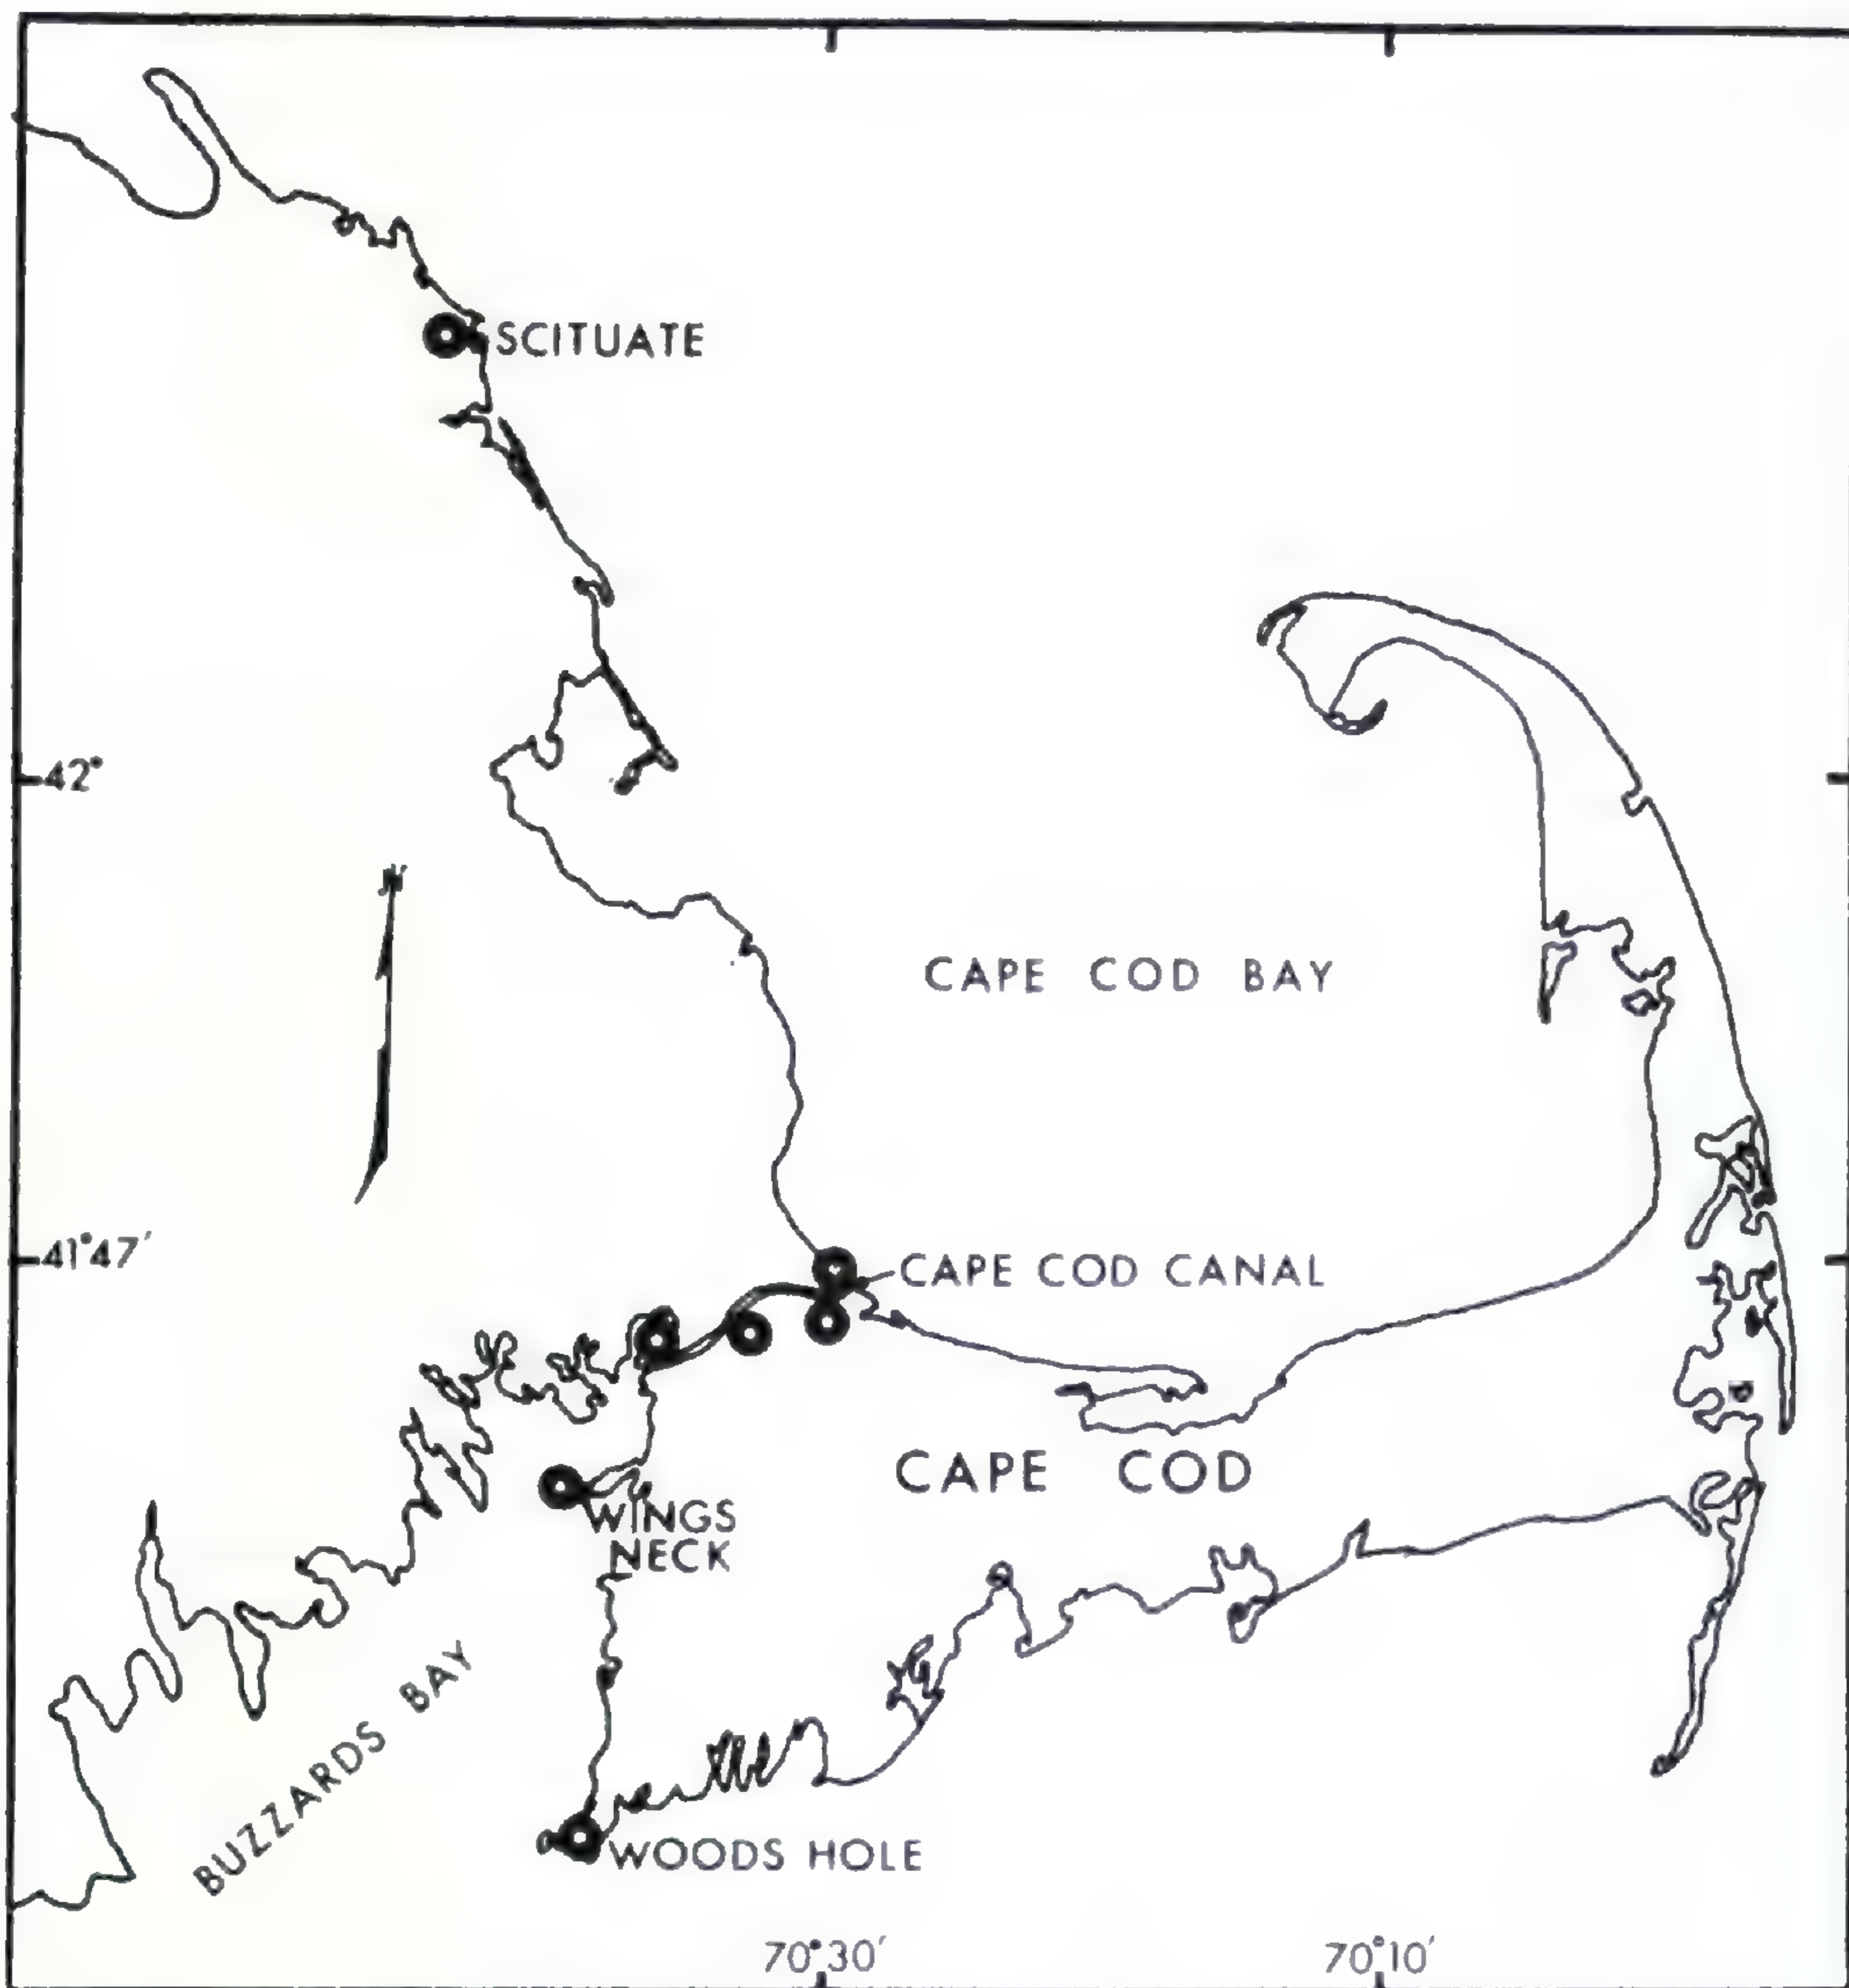 SCITUATE
42°
N
CAPE COD BAY
41°47'
CAPE COD CANAL
CAPE COD
WINGS
NECK
BUZZARDS BAY
WOODS HOLE
70°30'
70°10'